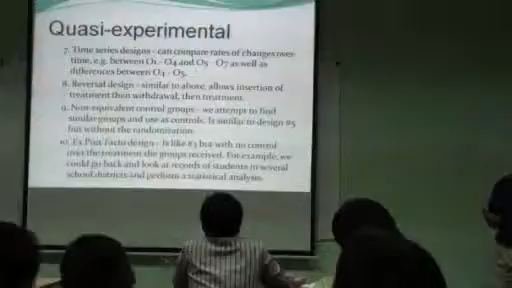 Quasi-experimental
7. Time series designs - can compare rates of changes over
time, e.g. between O1 - O4 and O5 - O7 as well as
differences between O4 - O5.
8. Reversal design - similar to above, allows insertion of
treatment then withdrawal, then treatment.
9. Non-equivalent control groups - we attempt to find
similar groups and use as controls. Is similar to design #5
but without the randomization.
10. Ex Post Facto design - Is like #3 but with no control
over the treatment the groups received. For example, we
could go back and look at records of students in several
school districts and perform a statistical analysis.